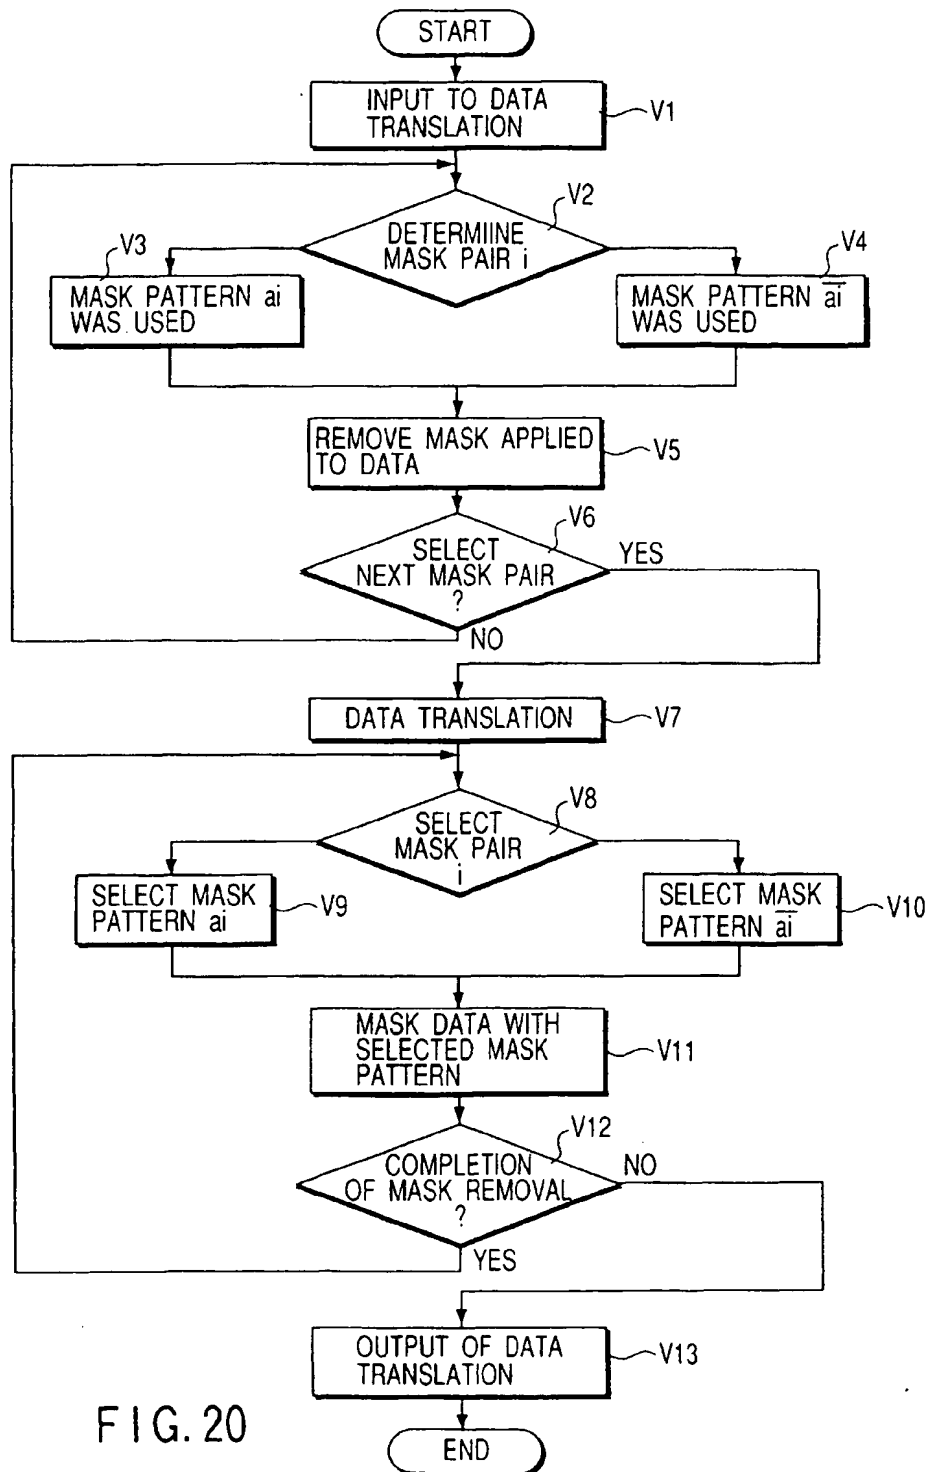 START
INPUT TO DATA
TRANSLATION
V1
V2
DETERMIINE
MASK PAIR i
V3
MASK PATTERN ai
WAS USED
V4
MASK PATTERN a̅i̅
WAS USED
REMOVE MASK APPLIED
TO DATA
V5
V6
SELECT
NEXT MASK PAIR
?
YES
NO
DATA TRANSLATION
V7
V8
SELECT
MASK PAIR
i
SELECT MASK
PATTERN ai
V9
SELECT MASK
PATTERN a̅i̅
V10
MASK DATA WITH
SELECTED MASK
PATTERN
V11
V12
COMPLETION
OF MASK REMOVAL
?
NO
YES
OUTPUT OF DATA
TRANSLATION
V13
END
FIG. 20